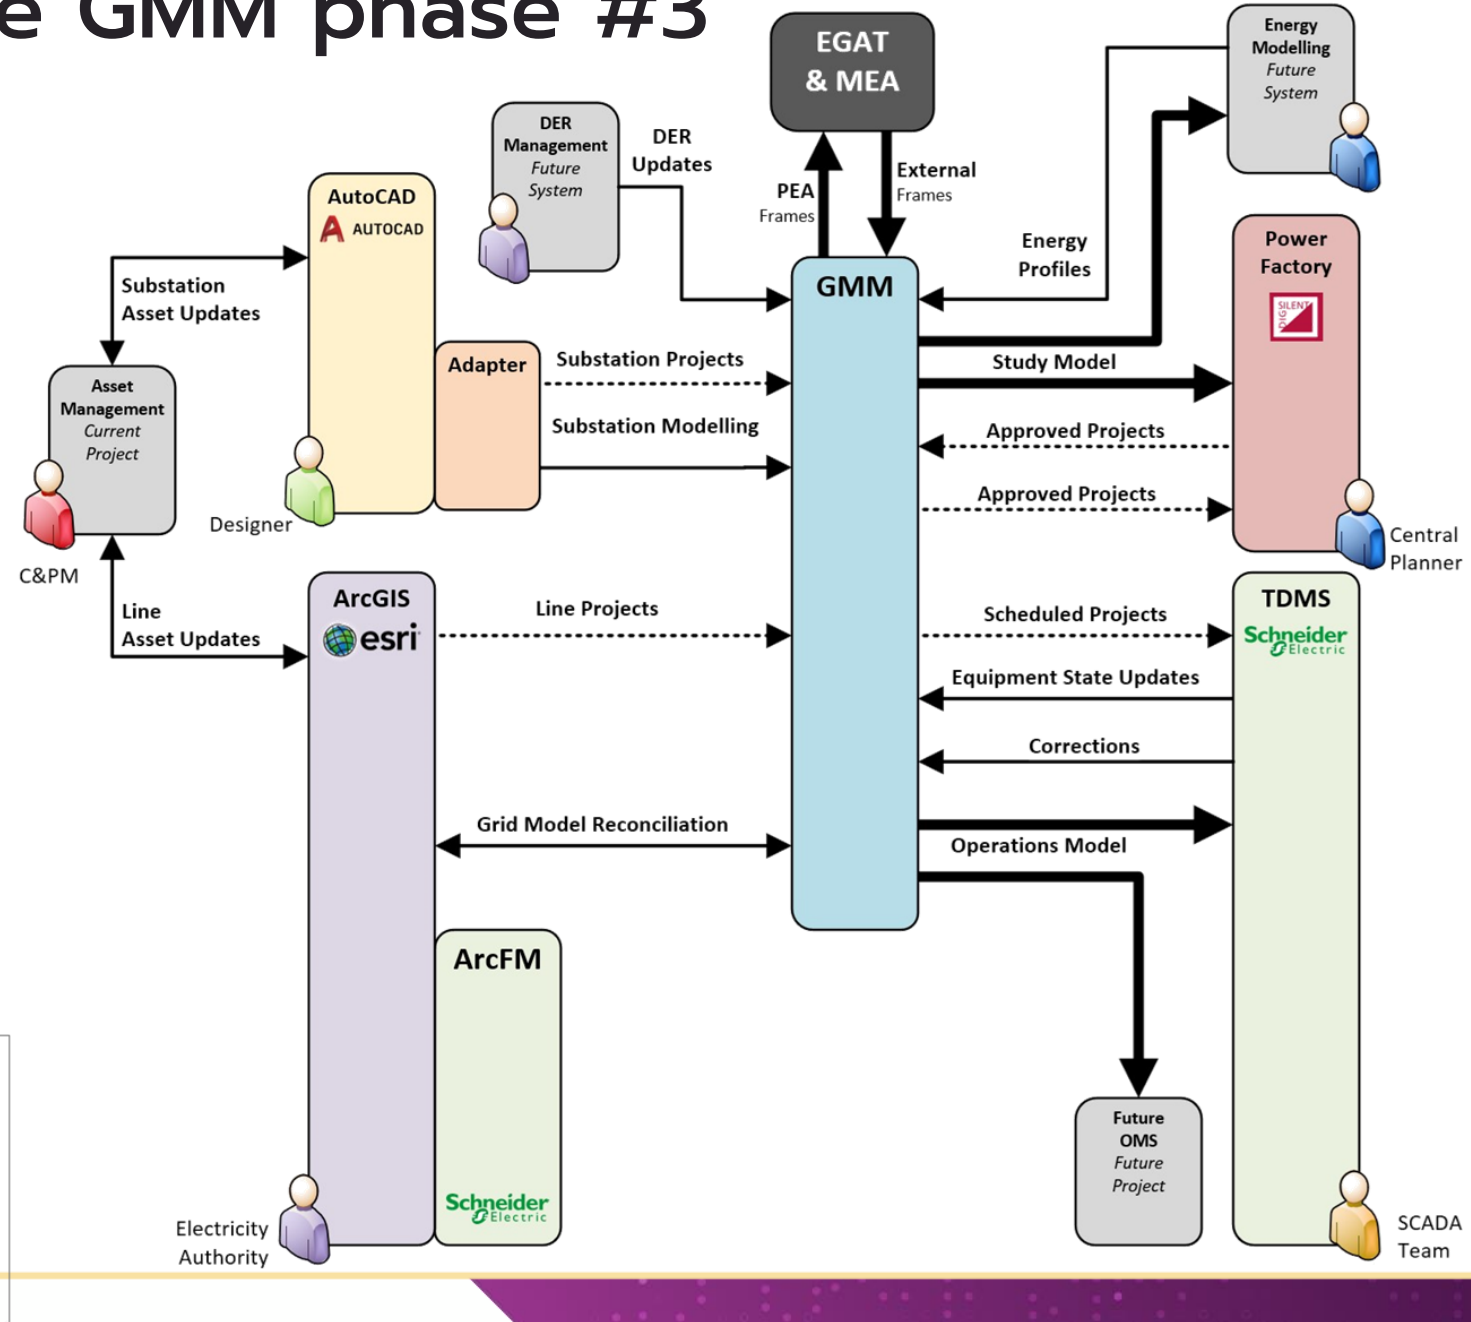 e GMM phase #3
EGAT
& MEA
Energy
Modelling
Future
System
DER
Management
Future
System
DER
Updates
PEA
Frames
External
Frames
AutoCAD
AUTOCAD
Substation
Asset Updates
Energy
Profiles
Power
Factory
DIGSILENT
GMM
Adapter
Substation Projects
Study Model
Asset
Management
Current
Project
Substation Modelling
Approved Projects
Approved Projects
Designer
C&PM
Central
Planner
Line
Asset Updates
ArcGIS
esri
Line Projects
Scheduled Projects
TDMS
Schneider
Electric
Equipment State Updates
Corrections
Grid Model Reconciliation
Operations Model
ArcFM
Schneider
Electric
Future
OMS
Future
Project
Electricity
Authority
SCADA
Team